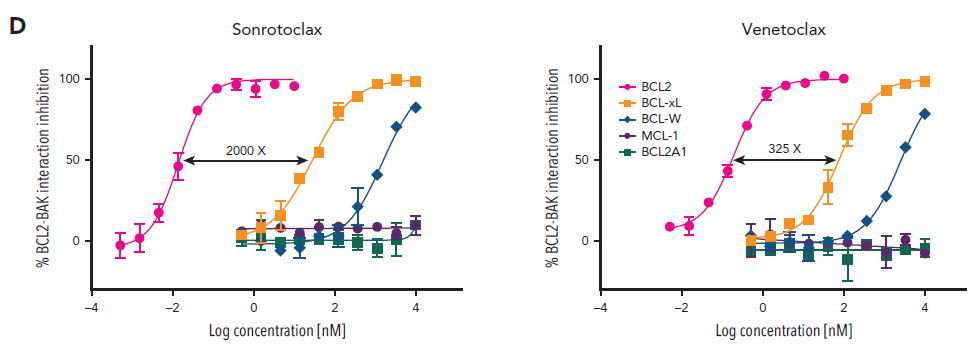 D
Sonrotoclax
% BCL2-BAK interaction inhibition
100
50
0
2000 X
−4
−2
0
2
4
Log concentration [nM]
Venetoclax
% BCL2-BAK interaction inhibition
100
50
0
BCL2
BCL-xL
BCL-W
MCL-1
BCL2A1
325 X
−4
−2
0
2
4
Log concentration [nM]